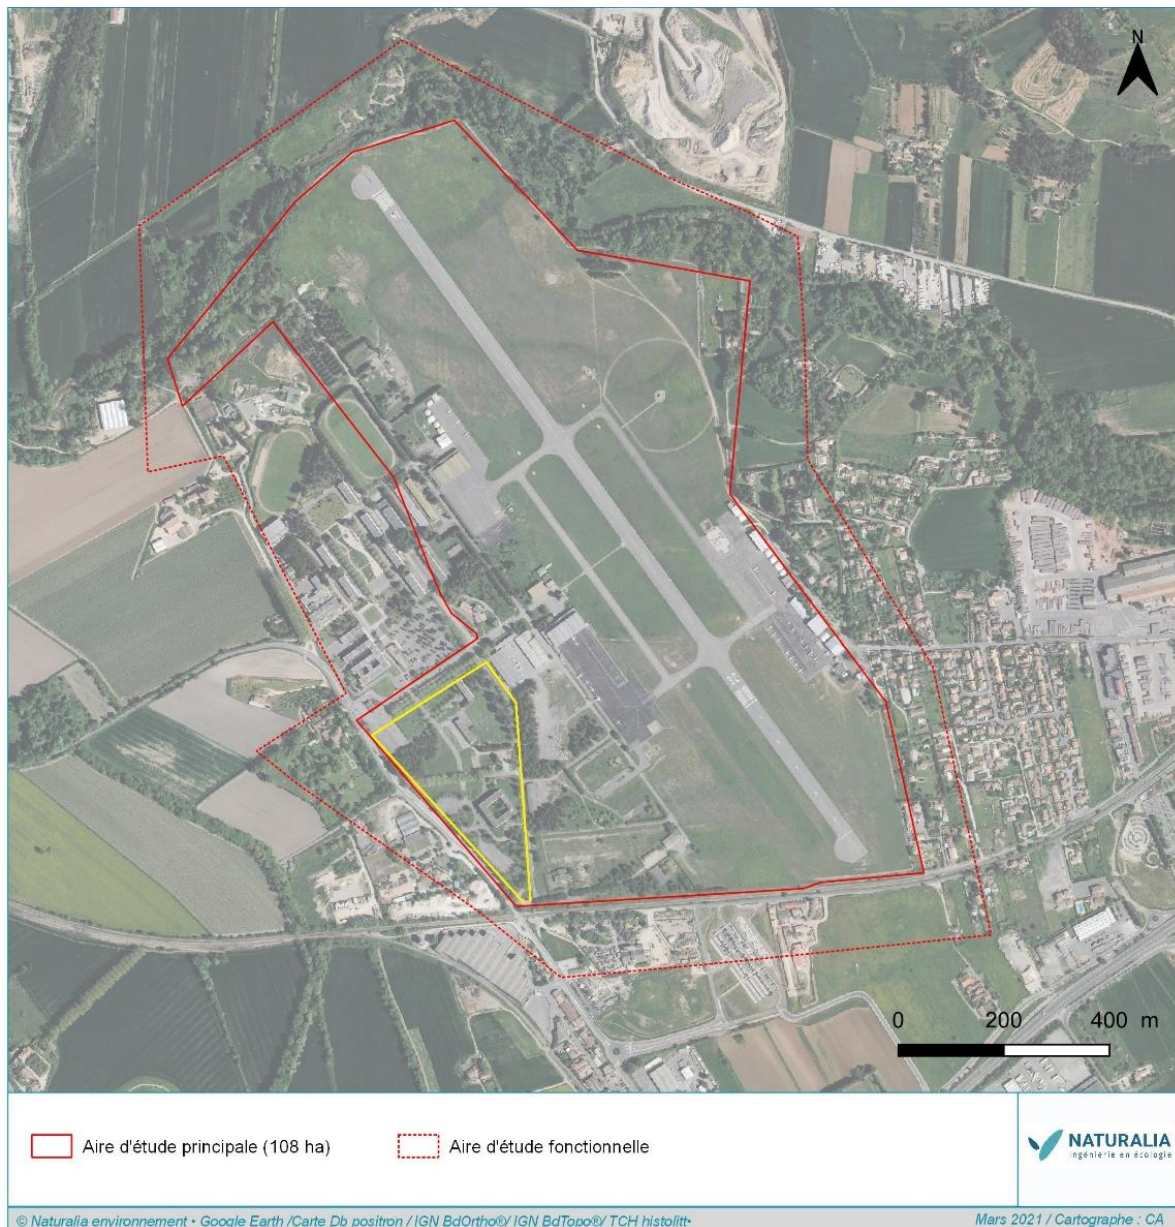 N
0 200 400 m
Aire d'étude principale (108 ha) Aire d'étude fonctionnelle
NATURALIA
Ingénierie en écologie
© Naturalia environnement • Google Earth /Carte Db positron / IGN BdOrtho®/ IGN BdTopo®/ TCH histolitt• Mars 2021 / Cartographe : CA